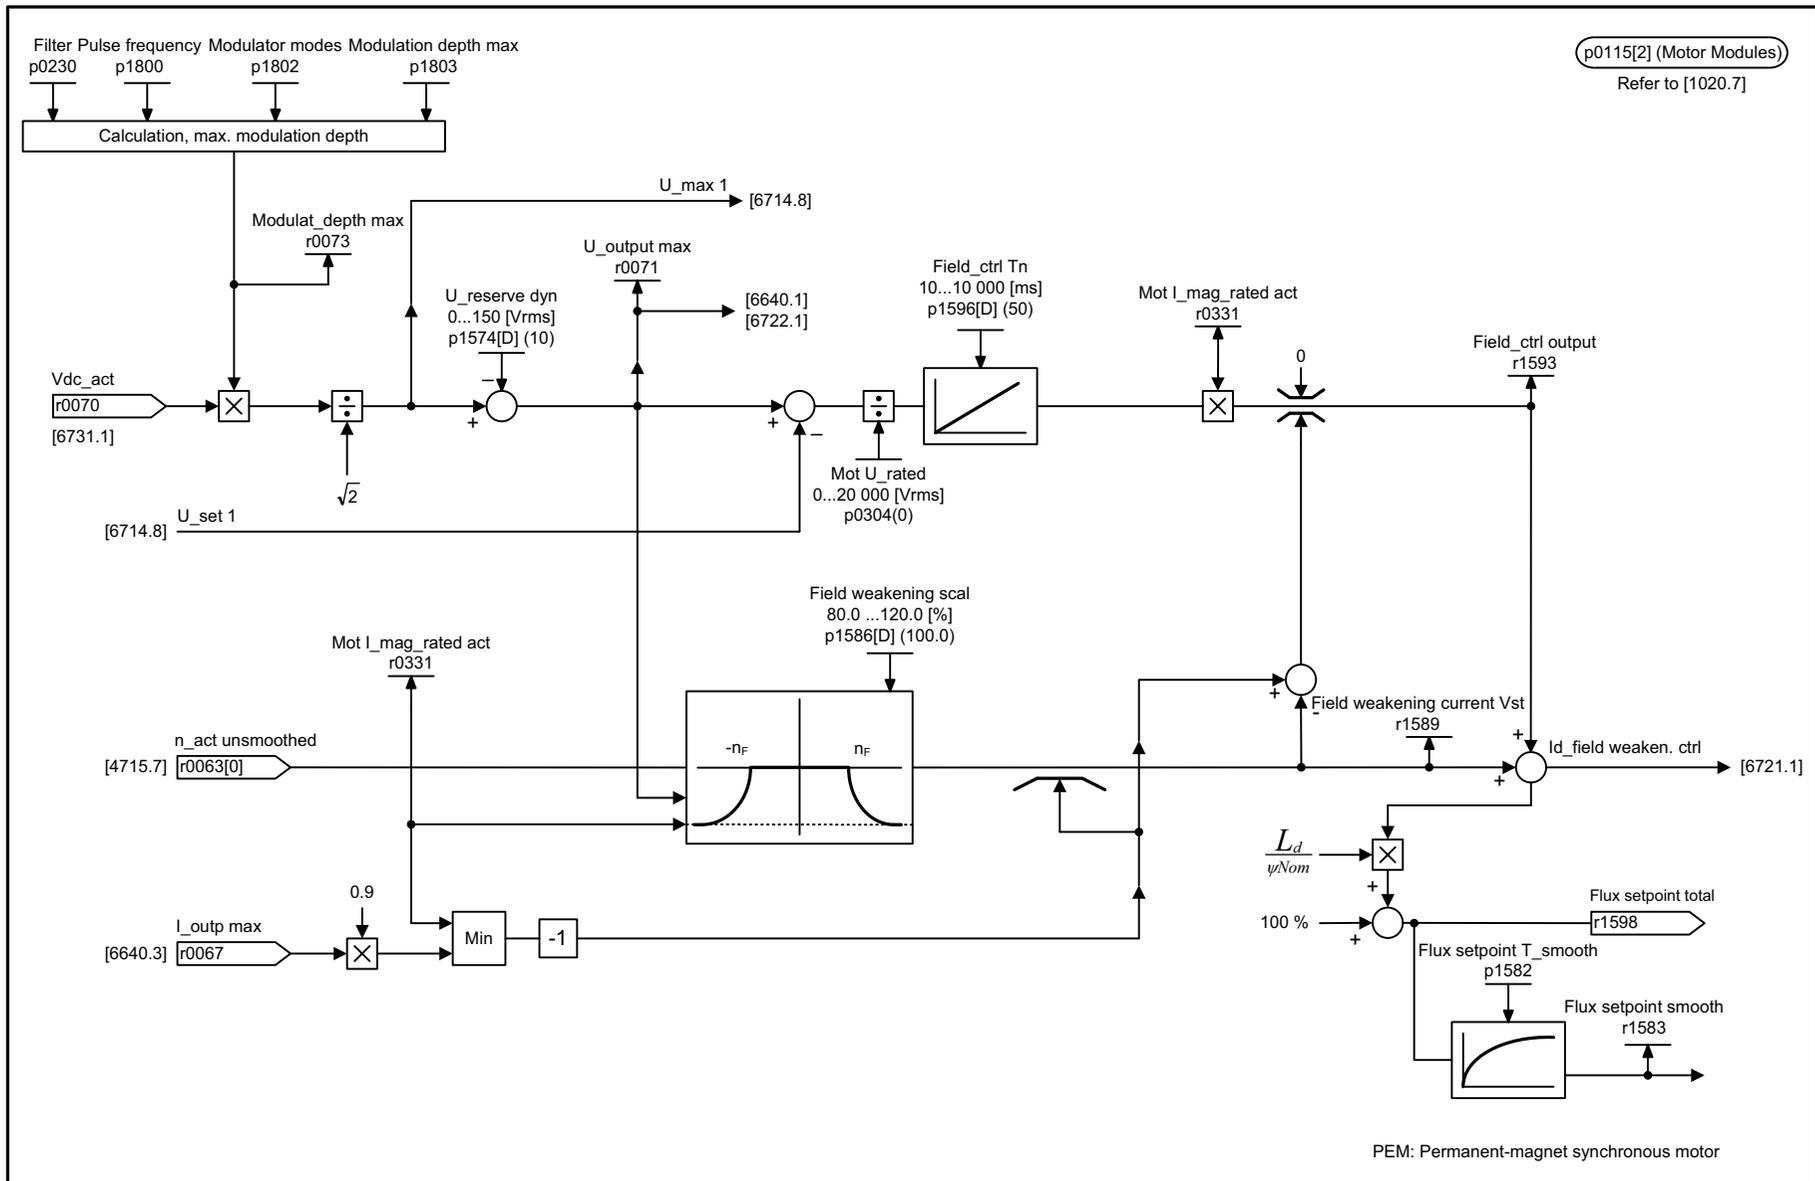 Filter Pulse frequency Modulator modes Modulation depth max
p0230 p1800 p1802 p1803
p0115[2] (Motor Modules)
Refer to [1020.7]
Calculation, max. modulation depth
U_max 1
[6714.8]
Modulat_depth max
r0073
U_output max
r0071
[6640.1]
[6722.1]
U_reserve dyn
0...150 [Vrms]
p1574[D] (10)
Field_ctrl Tn
10...10 000 [ms]
p1596[D] (50)
Mot I_mag_rated act
r0331
0
Field_ctrl output
r1593
Vdc_act
r0070
[6731.1]
×
÷
−
+
+
−
÷
×
√2
Mot U_rated
0...20 000 [Vrms]
p0304(0)
U_set 1
[6714.8]
Field weakening scal
80.0 ...120.0 [%]
p1586[D] (100.0)
Mot I_mag_rated act
r0331
+
-
Field weakening current Vst
r1589
n_act unsmoothed
[4715.7] r0063[0]
-nF nF
+
+
Id_field weaken. ctrl
[6721.1]
Ld
ψNom
×
+
0.9
I_outp max
[6640.3] r0067
×
Min
-1
100 %
+
Flux setpoint total
r1598
Flux setpoint T_smooth
p1582
Flux setpoint smooth
r1583
PEM: Permanent-magnet synchronous motor